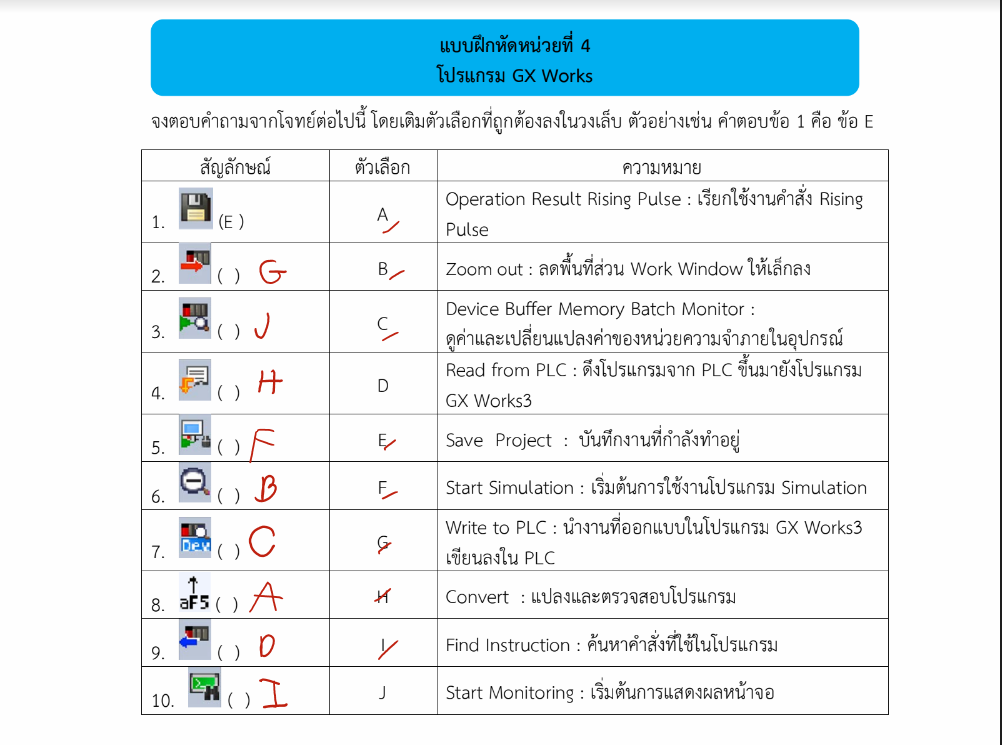 แบบฝึกหัดหน่วยที่ 4
โปรแกรม GX Works
จงตอบคำถามจากโจทย์ต่อไปนี้ โดยเติมตัวเลือกที่ถูกต้องลงในวงเล็บ ตัวอย่างเช่น คำตอบข้อ 1 คือ ข้อ E
สัญลักษณ์ ตัวเลือก ความหมาย
1. (E ) A Operation Result Rising Pulse : เรียกใช้งานคำสั่ง Rising
Pulse
2. ( ) G B Zoom out : ลดพื้นที่ส่วน Work Window ให้เล็กลง
3. ( ) J C Device Buffer Memory Batch Monitor :
ดูค่าและเปลี่ยนแปลงค่าของหน่วยความจำภายในอุปกรณ์
4. ( ) H D Read from PLC : ดึงโปรแกรมจาก PLC ขึ้นมายังโปรแกรม
GX Works3
5. ( ) F E Save Project : บันทึกงานที่กำลังทำอยู่
6. ( ) B F Start Simulation : เริ่มต้นการใช้งานโปรแกรม Simulation
7. Dev ( ) C G Write to PLC : นำงานที่ออกแบบในโปรแกรม GX Works3
เขียนลงใน PLC
8. aF5 ( ) A H Convert : แปลงและตรวจสอบโปรแกรม
9. ( ) D I Find Instruction : ค้นหาคำสั่งที่ใช้ในโปรแกรม
10. ( ) I J Start Monitoring : เริ่มต้นการแสดงผลหน้าจอ